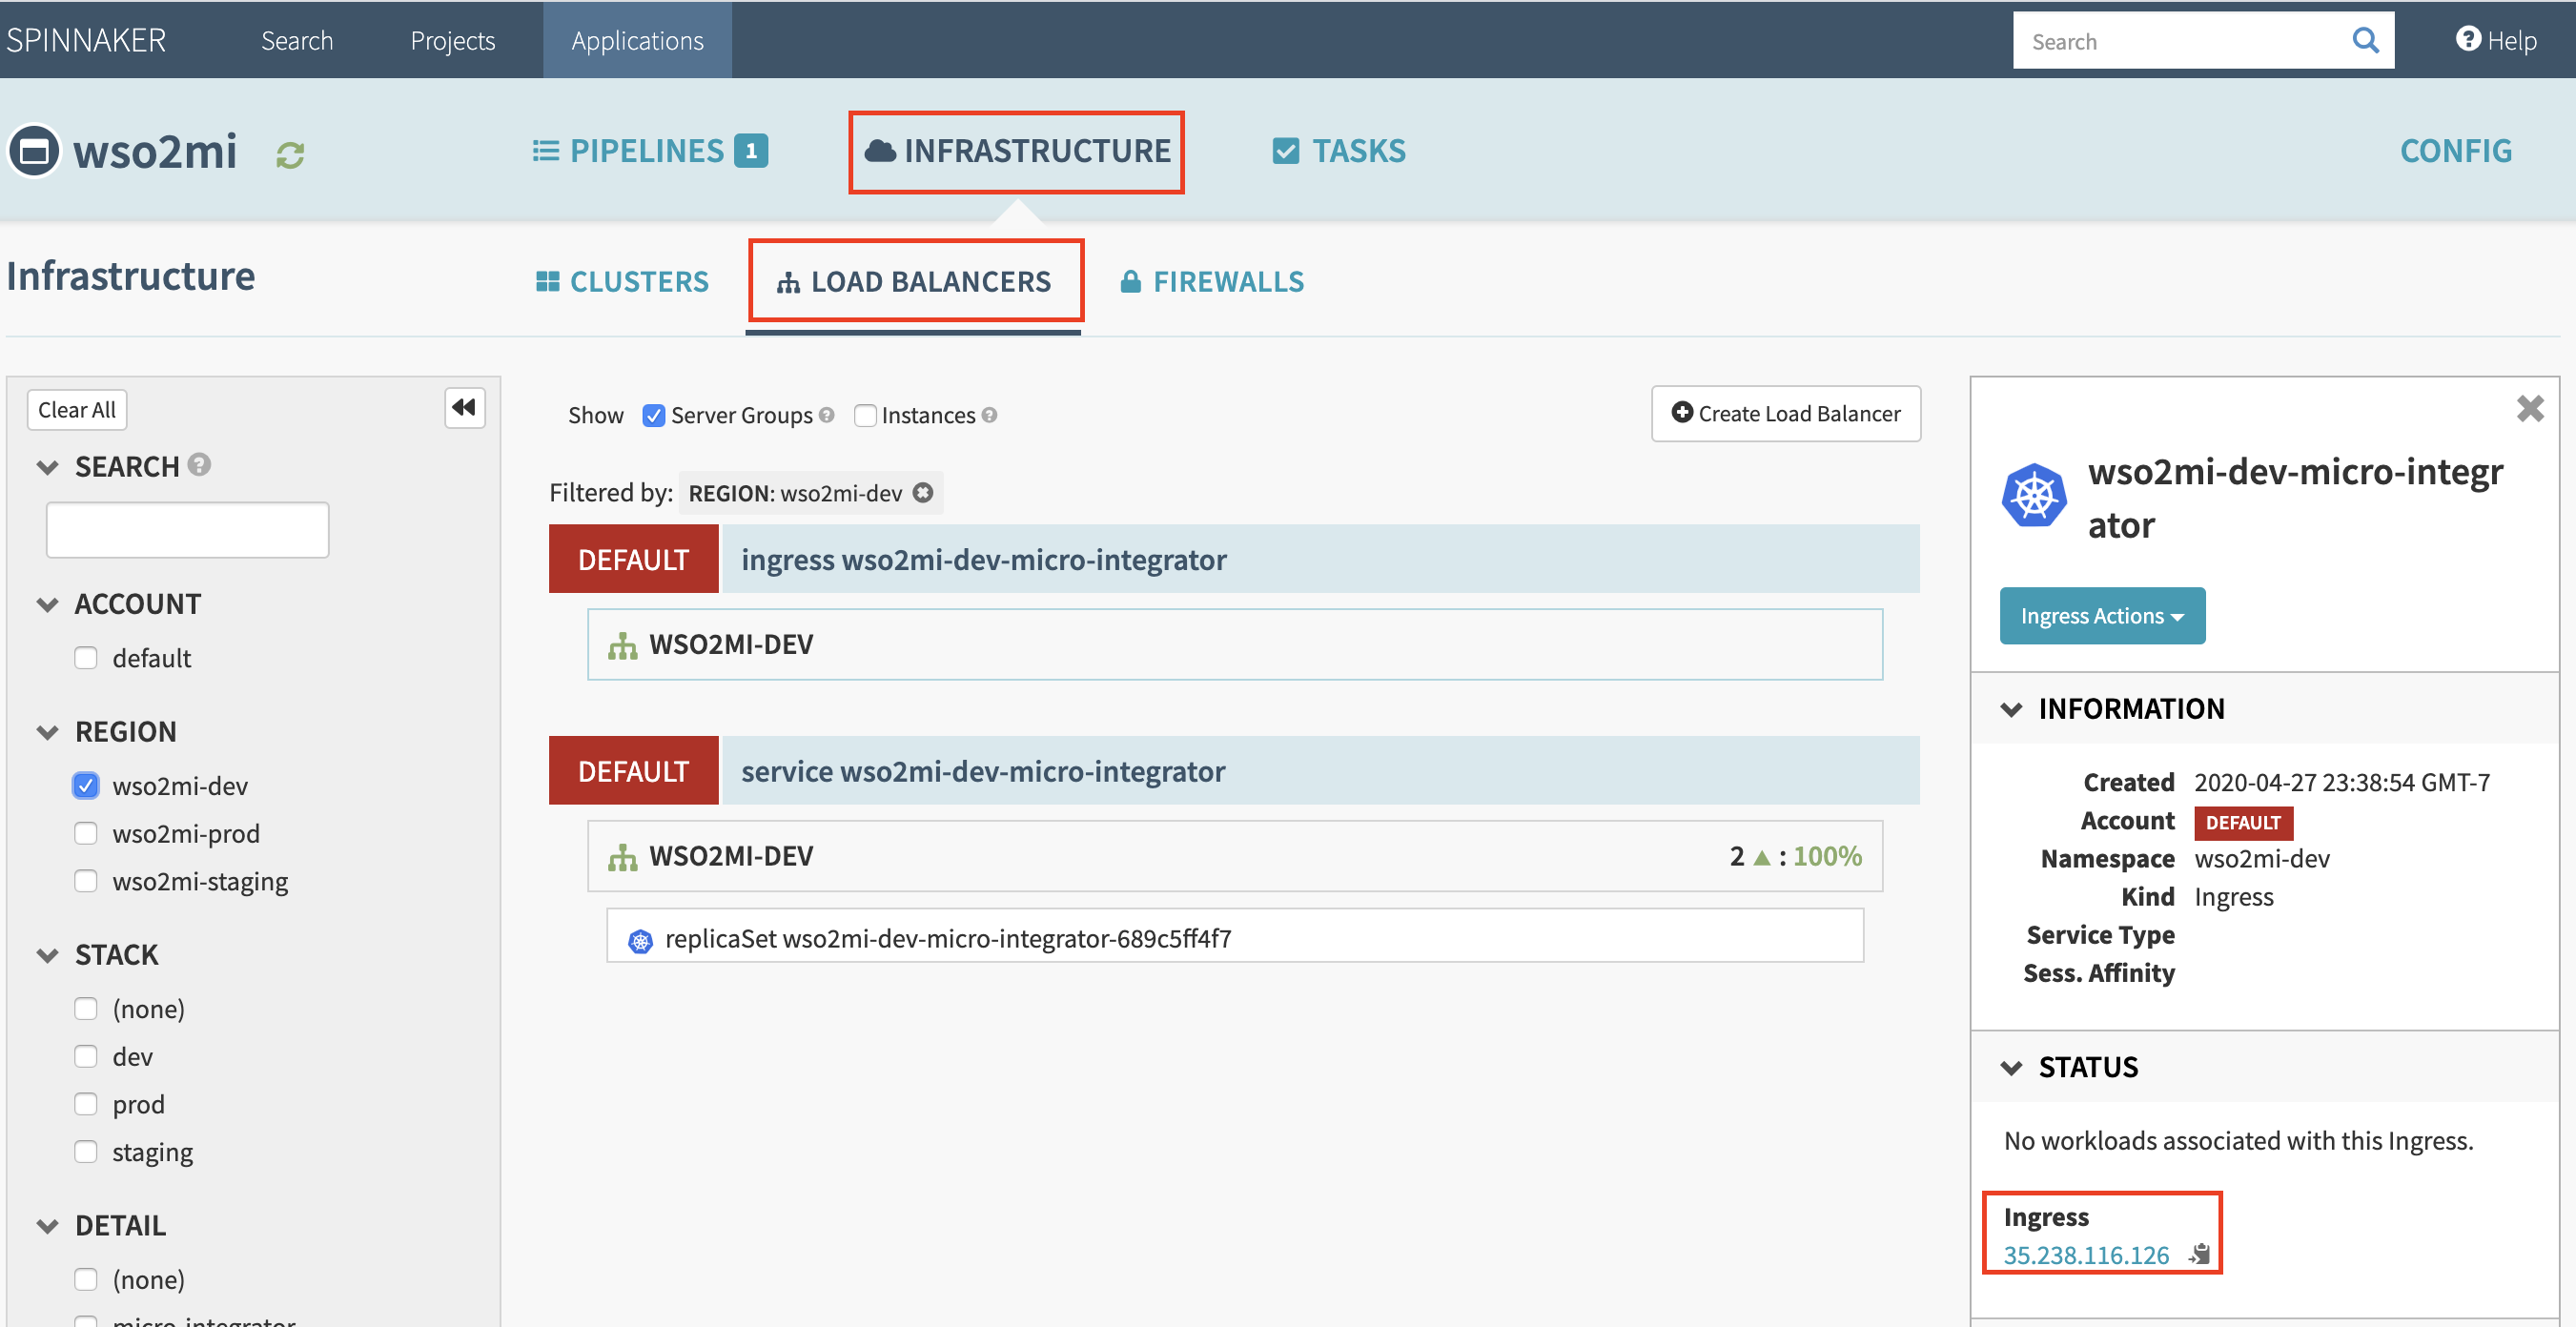 SPINNAKER
Search
Projects
Applications
Search
Help
wso2mi
PIPELINES 1
INFRASTRUCTURE
TASKS
CONFIG
Infrastructure
CLUSTERS
LOAD BALANCERS
FIREWALLS
Clear All
SEARCH
ACCOUNT
default
REGION
wso2mi-dev
wso2mi-prod
wso2mi-staging
STACK
(none)
dev
prod
staging
DETAIL
(none)
micro-integrator
Show Server Groups Instances
Create Load Balancer
Filtered by: REGION: wso2mi-dev
DEFAULT ingress wso2mi-dev-micro-integrator
WSO2MI-DEV
DEFAULT service wso2mi-dev-micro-integrator
WSO2MI-DEV 2 : 100%
replicaSet wso2mi-dev-micro-integrator-689c5ff4f7
wso2mi-dev-micro-integr
ator
Ingress Actions
INFORMATION
Created 2020-04-27 23:38:54 GMT-7
Account DEFAULT
Namespace wso2mi-dev
Kind Ingress
Service Type
Sess. Affinity
STATUS
No workloads associated with this Ingress.
Ingress
35.238.116.126